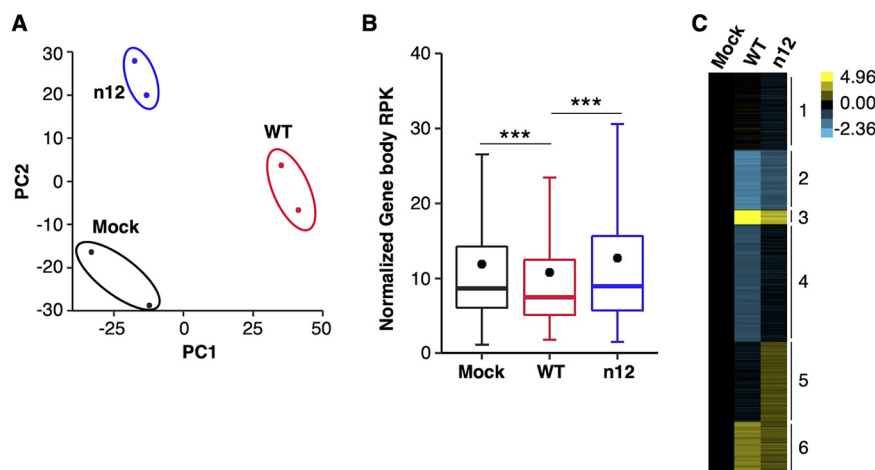 A
30
20
10
0
-10
-20
-30
PC2
n12
WT
Mock
-25 0 25 50
PC1
B
40
30
20
10
0
Normalized Gene body RPK
***
***
Mock WT n12
C
Mock WT n12
4.96
0.00
-2.36
1
2
3
4
5
6